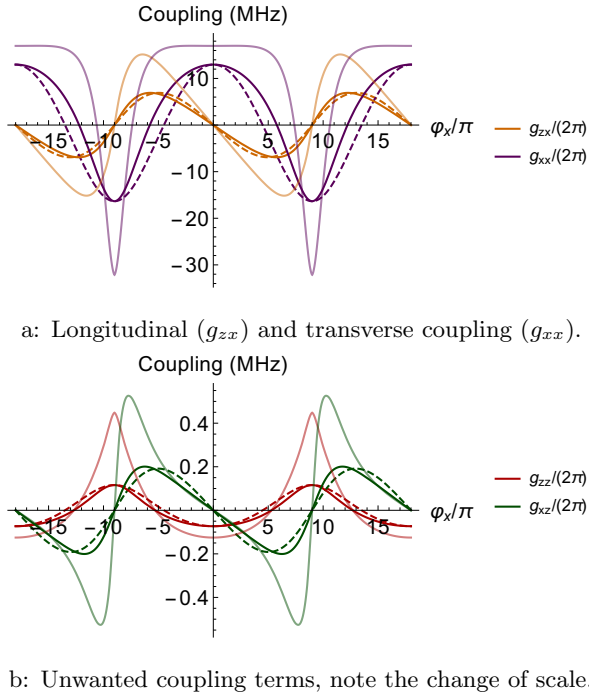 Coupling (MHz)
10
−15 −10 −5 5 10 15
φx/π
−10
−20
−30
gzx/(2π)
gxx/(2π)
a: Longitudinal (gzx) and transverse coupling (gxx).
Coupling (MHz)
0.4
0.2
−15 −10 −5 5 10 15
φx/π
−0.2
−0.4
gzz/(2π)
gxz/(2π)
b: Unwanted coupling terms, note the change of scale.